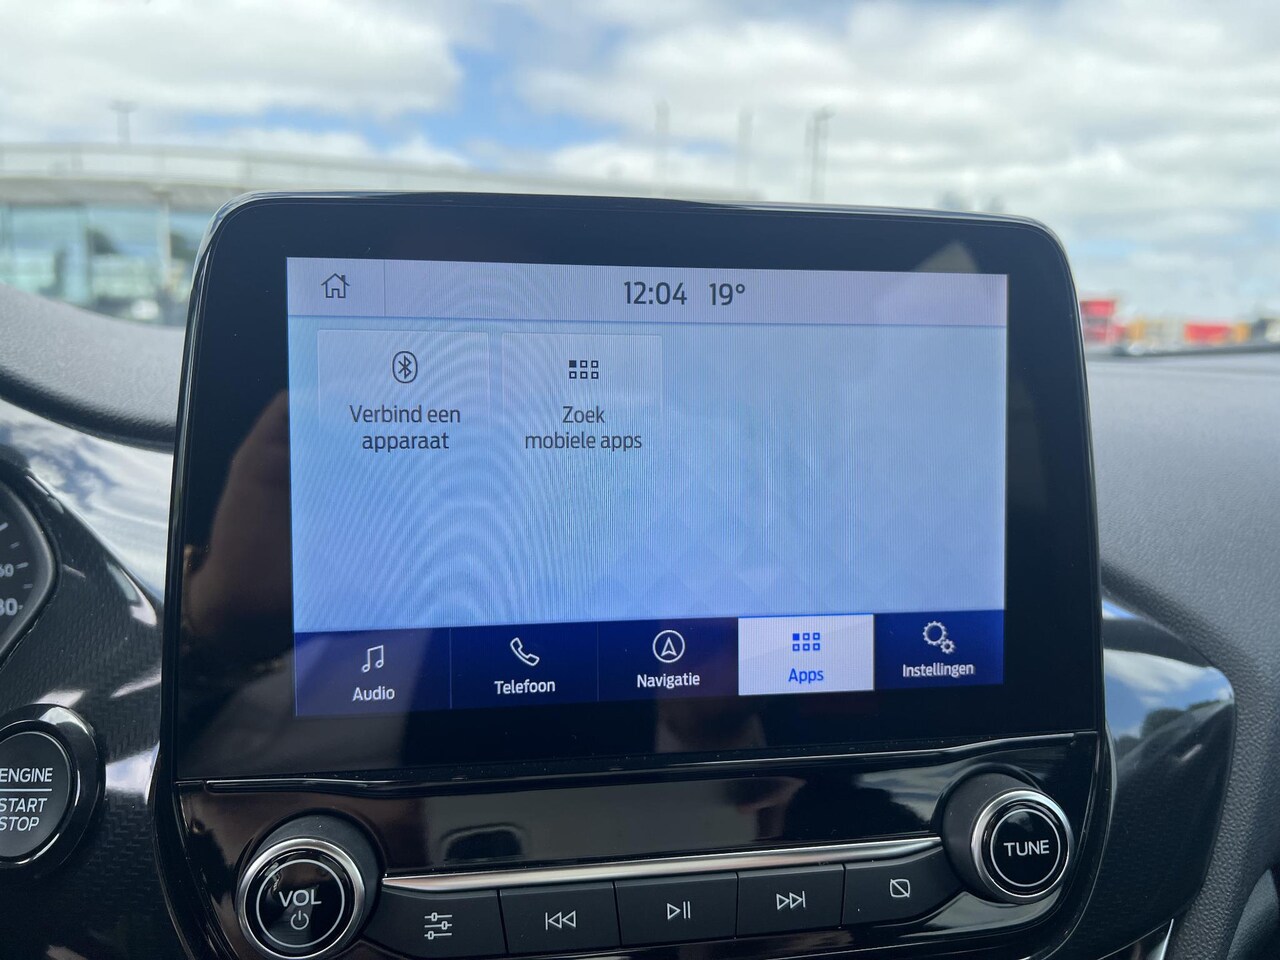 12:04 19°
Verbind een
apparaat
Zoek
mobiele apps
Audio
Telefoon
Navigatie
Apps
Instellingen
ENGINE
START
STOP
VOL
TUNE